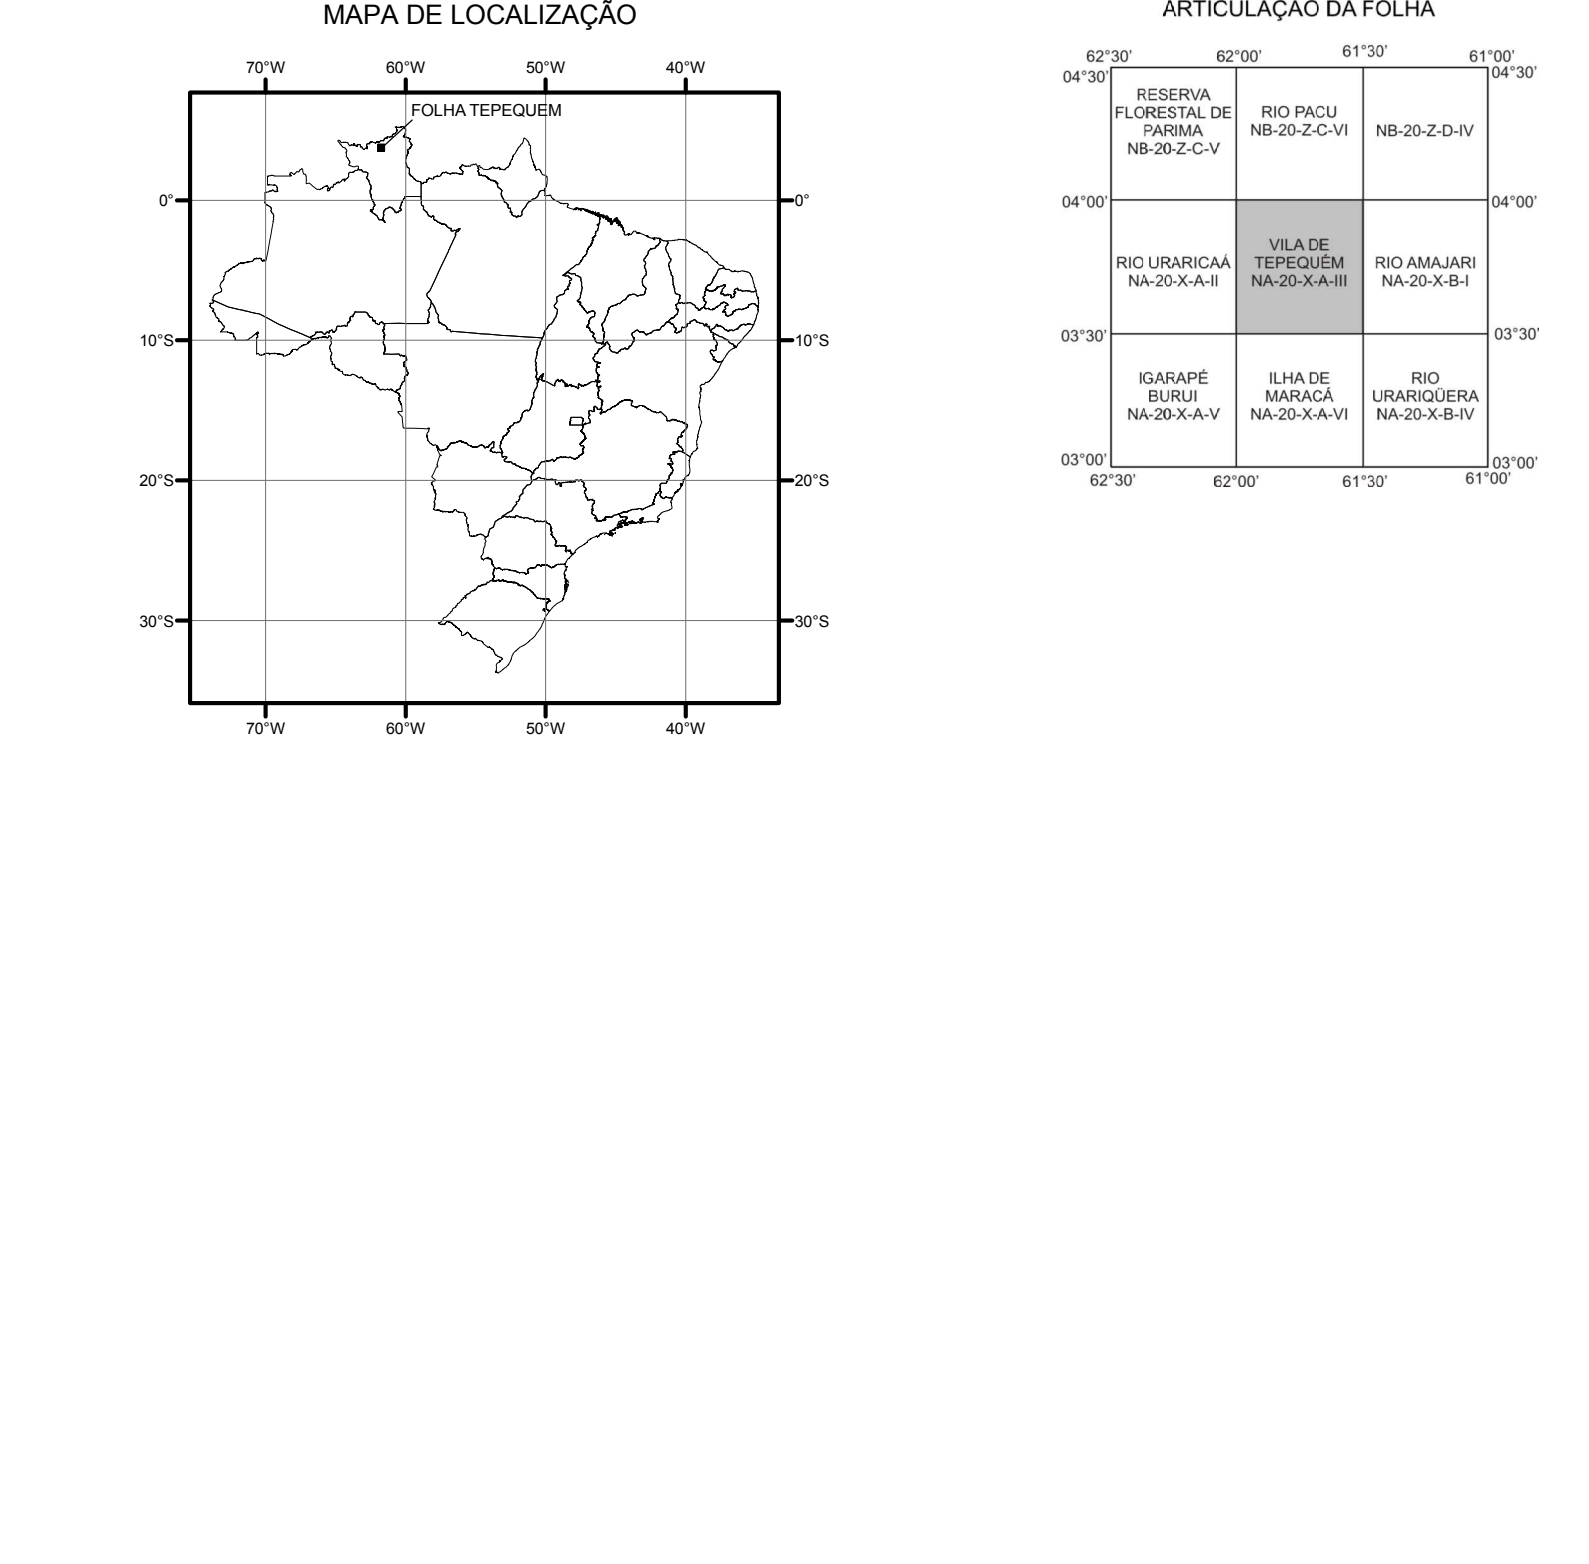 MAPA DE LOCALIZAÇÃO
70°W 60°W 50°W 40°W
FOLHA TEPEQUEM
0° 0°
10°S 10°S
20°S 20°S
30°S 30°S
70°W 60°W 50°W 40°W
ARTICULAÇÃO DA FOLHA
62°30' 62°00' 61°30' 61°00'
04°30' 04°30'
RESERVA
FLORESTAL DE
PARIMA
NB-20-Z-C-V
RIO PACU
NB-20-Z-C-VI
NB-20-Z-D-IV
04°00' 04°00'
RIO URARICAÁ
NA-20-X-A-II
VILA DE
TEPEQUÉM
NA-20-X-A-III
RIO AMAJARI
NA-20-X-B-I
03°30' 03°30'
IGARAPÉ
BURUI
NA-20-X-A-V
ILHA DE
MARACÁ
NA-20-X-A-VI
RIO
URARIQÜERA
NA-20-X-B-IV
03°00' 03°00'
62°30' 62°00' 61°30' 61°00'